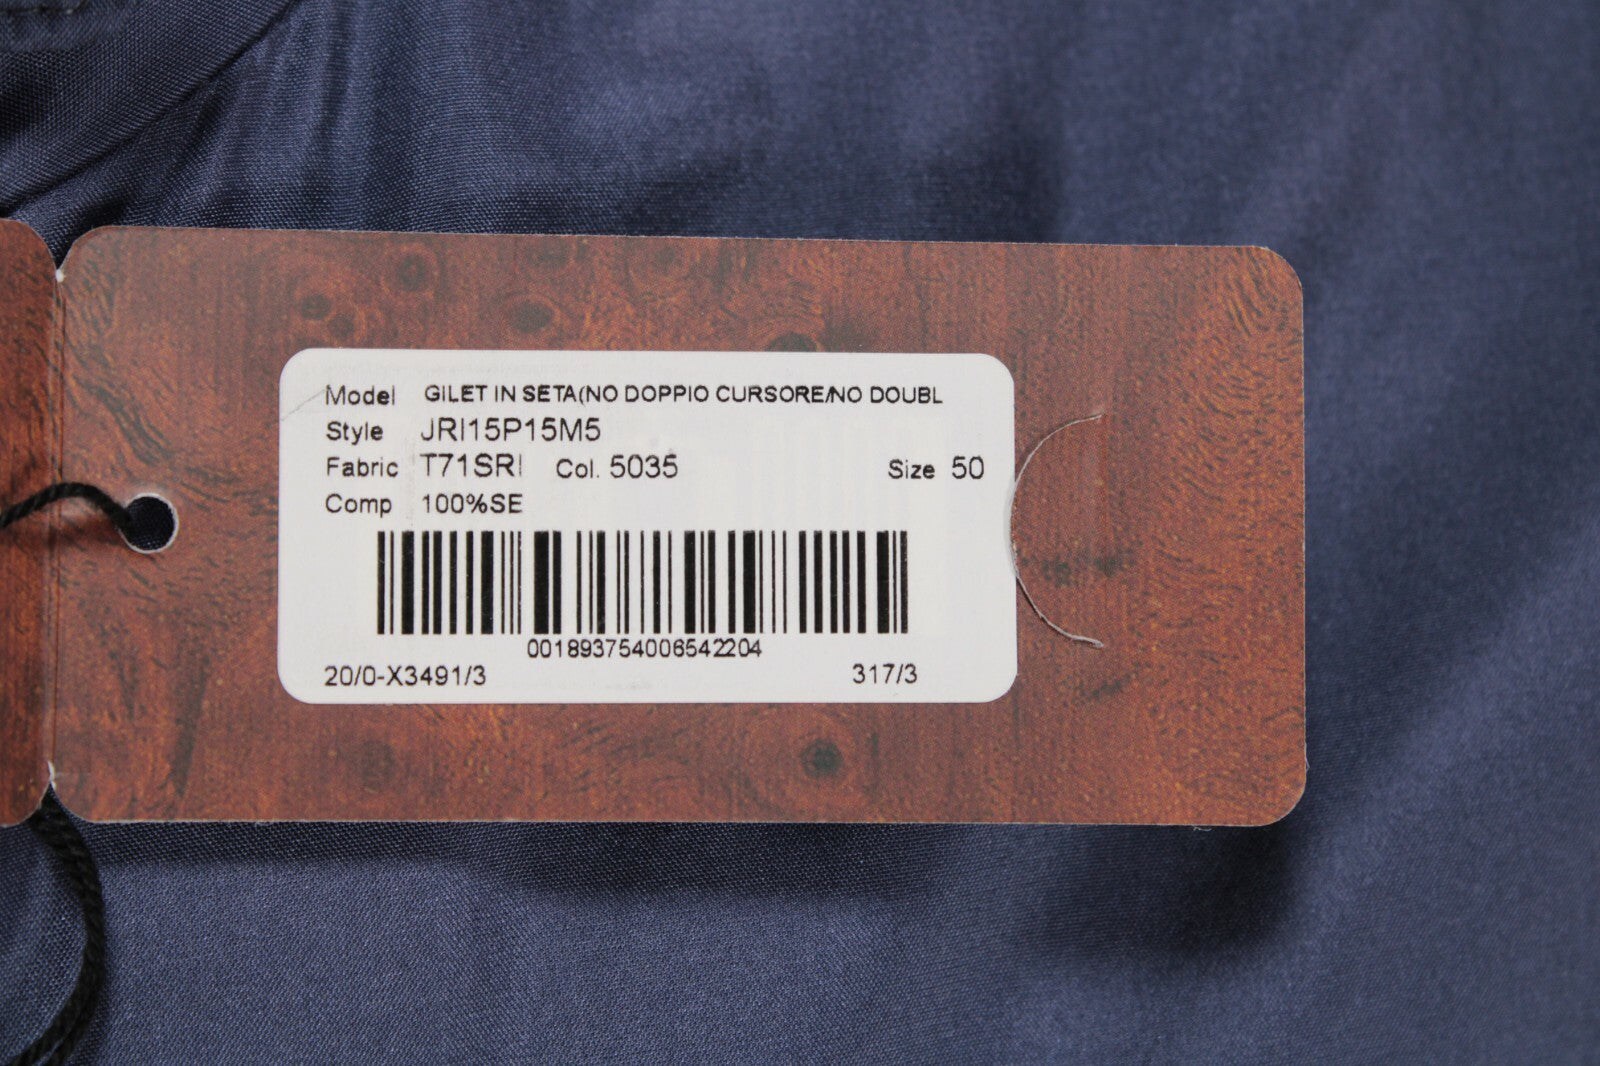 Model GILET IN SETA(NO DOPPIO CURSORE/NO DOUBL
Style JRI15P15M5
Fabric T71SRI Col. 5035 Size 50
Comp 100%SE
001893754006542204
20/0-X3491/3 317/3